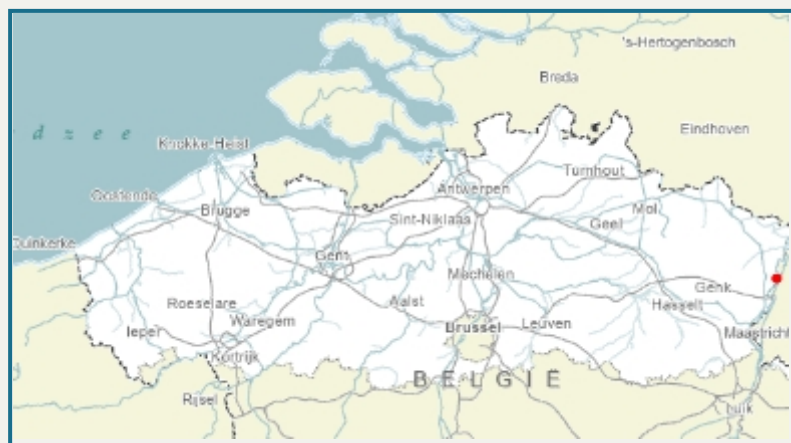 's-Hertogenbosch
Breda
Eindhoven
d z e e
Knokke-Heist
Turnhout
Antwerpen
Oostende
Mol
Brugge
Sint-Niklaas
Geel
Duinkerke
Gent
Mechelen
Genk
Roeselare
Aalst
Hasselt
Waregem
Ieper
Brussel
Leuven
Maastricht
Kortrijk
BELGIË
Rijsel
Luik